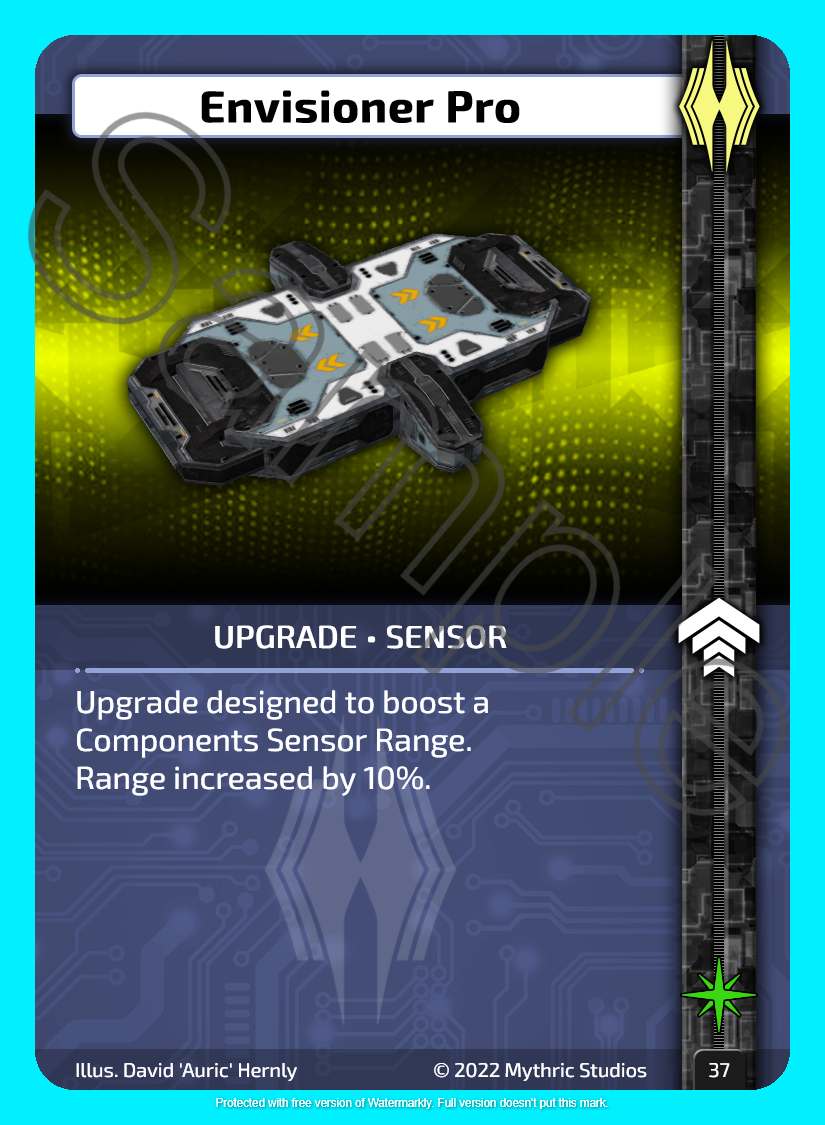 Envisioner Pro
UPGRADE • SENSOR
Upgrade designed to boost a
Components Sensor Range.
Range increased by 10%.
Illus. David 'Auric' Hernly
© 2022 Mythric Studios
37
Sample
Protected with free version of Watermarkly. Full version doesn't put this mark.